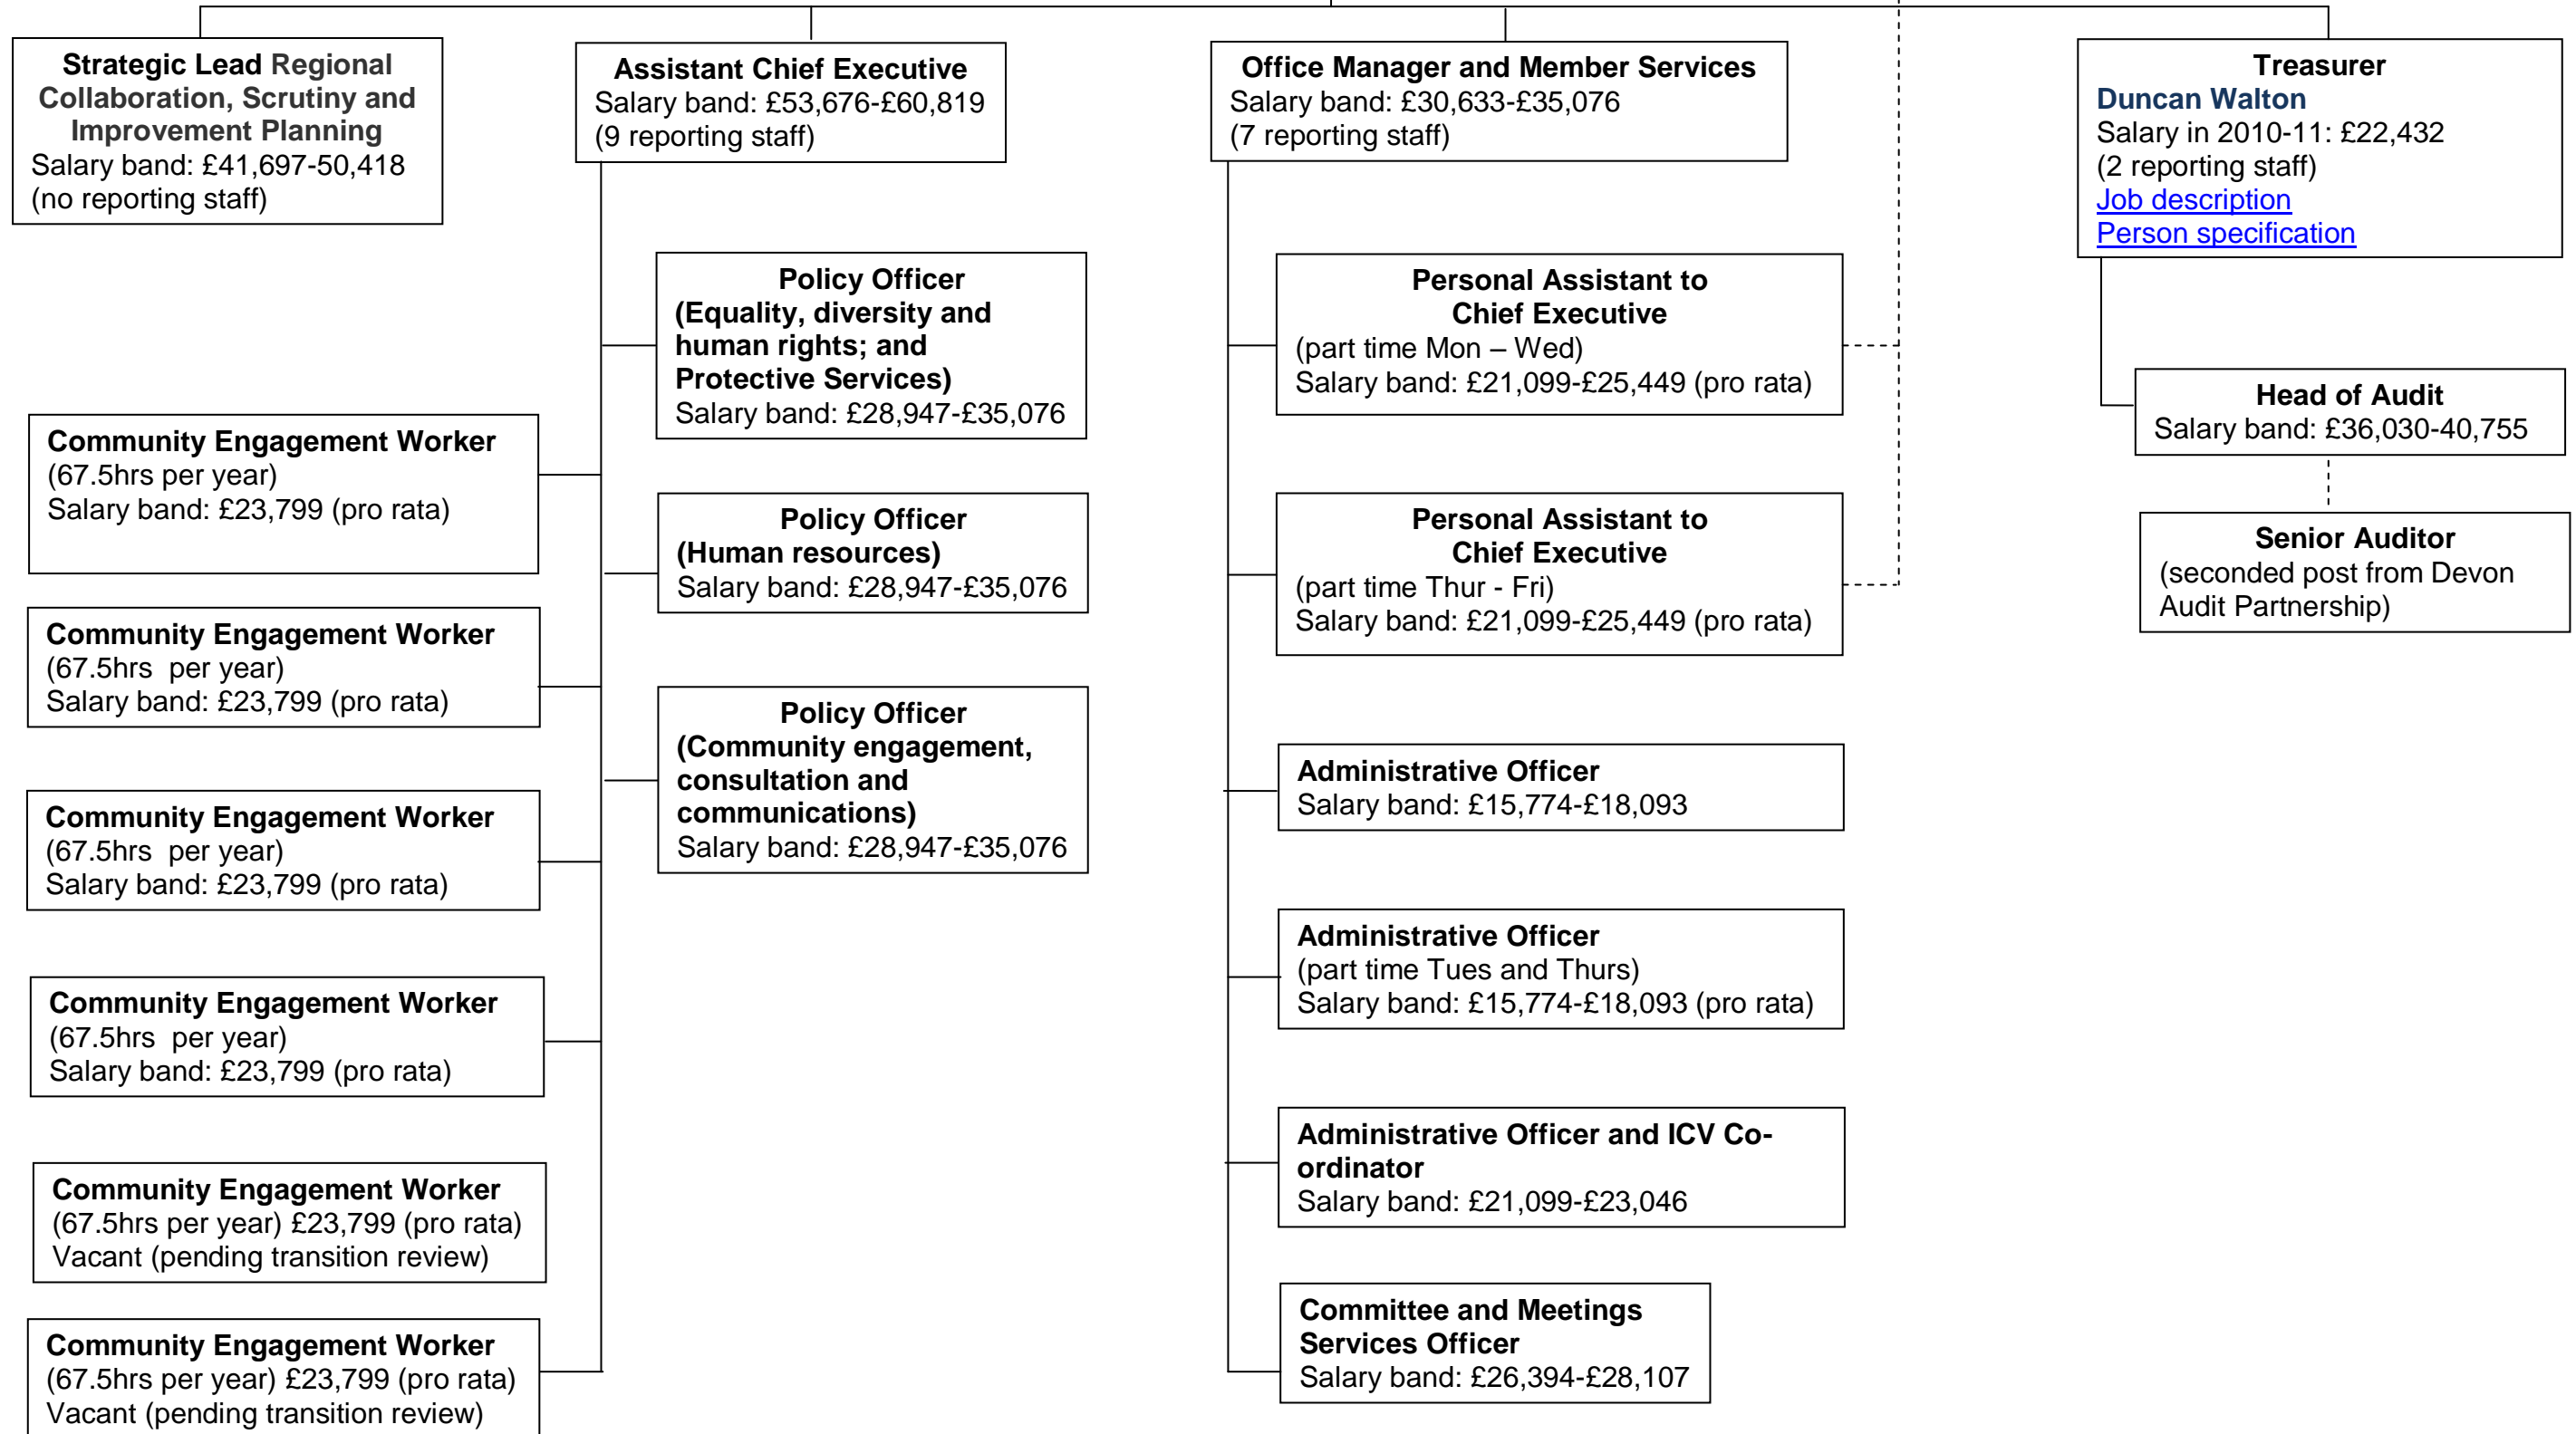 Strategic Lead Regional
Collaboration, Scrutiny and
Improvement Planning
Salary band: £41,697-50,418
(no reporting staff)
Assistant Chief Executive
Salary band: £53,676-£60,819
(9 reporting staff)
Office Manager and Member Services
Salary band: £30,633-£35,076
(7 reporting staff)
Treasurer
Duncan Walton
Salary in 2010-11: £22,432
(2 reporting staff)
Job description
Person specification
Community Engagement Worker
(67.5hrs per year)
Salary band: £23,799 (pro rata)
Community Engagement Worker
(67.5hrs  per year)
Salary band: £23,799 (pro rata)
Community Engagement Worker
(67.5hrs  per year)
Salary band: £23,799 (pro rata)
Community Engagement Worker
(67.5hrs  per year)
Salary band: £23,799 (pro rata)
Community Engagement Worker
(67.5hrs per year) £23,799 (pro rata)
Vacant (pending transition review)
Community Engagement Worker
(67.5hrs per year) £23,799 (pro rata)
Vacant (pending transition review)
Policy Officer
(Equality, diversity and
human rights; and
Protective Services)
Salary band: £28,947-£35,076
Policy Officer
(Human resources)
Salary band: £28,947-£35,076
Policy Officer
(Community engagement,
consultation and
communications)
Salary band: £28,947-£35,076
Personal Assistant to
Chief Executive
(part time Mon – Wed)
Salary band: £21,099-£25,449 (pro rata)
Personal Assistant to
Chief Executive
(part time Thur - Fri)
Salary band: £21,099-£25,449 (pro rata)
Administrative Officer
Salary band: £15,774-£18,093
Administrative Officer
(part time Tues and Thurs)
Salary band: £15,774-£18,093 (pro rata)
Administrative Officer and ICV Co-
ordinator
Salary band: £21,099-£23,046
Committee and Meetings
Services Officer
Salary band: £26,394-£28,107
Head of Audit
Salary band: £36,030-40,755
Senior Auditor
(seconded post from Devon
Audit Partnership)